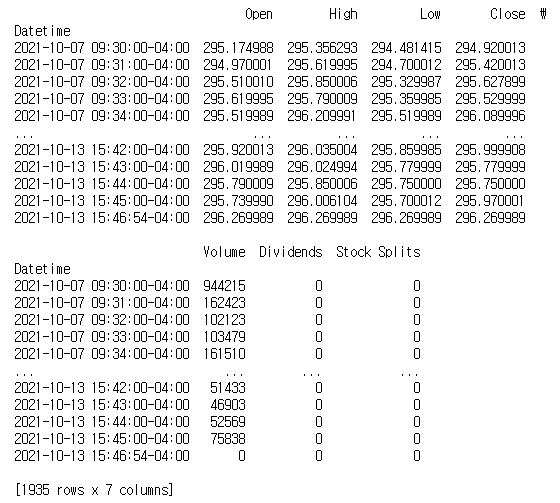 Open High Low Close ₩
Datetime
2021-10-07 09:30:00-04:00 295.174988 295.356293 294.481415 294.920013
2021-10-07 09:31:00-04:00 294.970001 295.619995 294.700012 295.420013
2021-10-07 09:32:00-04:00 295.510010 295.850006 295.329987 295.627899
2021-10-07 09:33:00-04:00 295.619995 295.790009 295.359985 295.529999
2021-10-07 09:34:00-04:00 295.519989 296.209991 295.519989 296.089996
... ... ... ... ...
2021-10-13 15:42:00-04:00 295.920013 296.035004 295.859985 295.999908
2021-10-13 15:43:00-04:00 296.019989 296.024994 295.779999 295.779999
2021-10-13 15:44:00-04:00 295.790009 295.850006 295.750000 295.750000
2021-10-13 15:45:00-04:00 295.739990 296.006104 295.700012 295.970001
2021-10-13 15:46:54-04:00 296.269989 296.269989 296.269989 296.269989
Volume Dividends Stock Splits
Datetime
2021-10-07 09:30:00-04:00 944215 0 0
2021-10-07 09:31:00-04:00 162423 0 0
2021-10-07 09:32:00-04:00 102123 0 0
2021-10-07 09:33:00-04:00 103479 0 0
2021-10-07 09:34:00-04:00 161510 0 0
... ... ... ...
2021-10-13 15:42:00-04:00 51433 0 0
2021-10-13 15:43:00-04:00 46903 0 0
2021-10-13 15:44:00-04:00 52569 0 0
2021-10-13 15:45:00-04:00 75838 0 0
2021-10-13 15:46:54-04:00 0 0 0
[1935 rows x 7 columns]